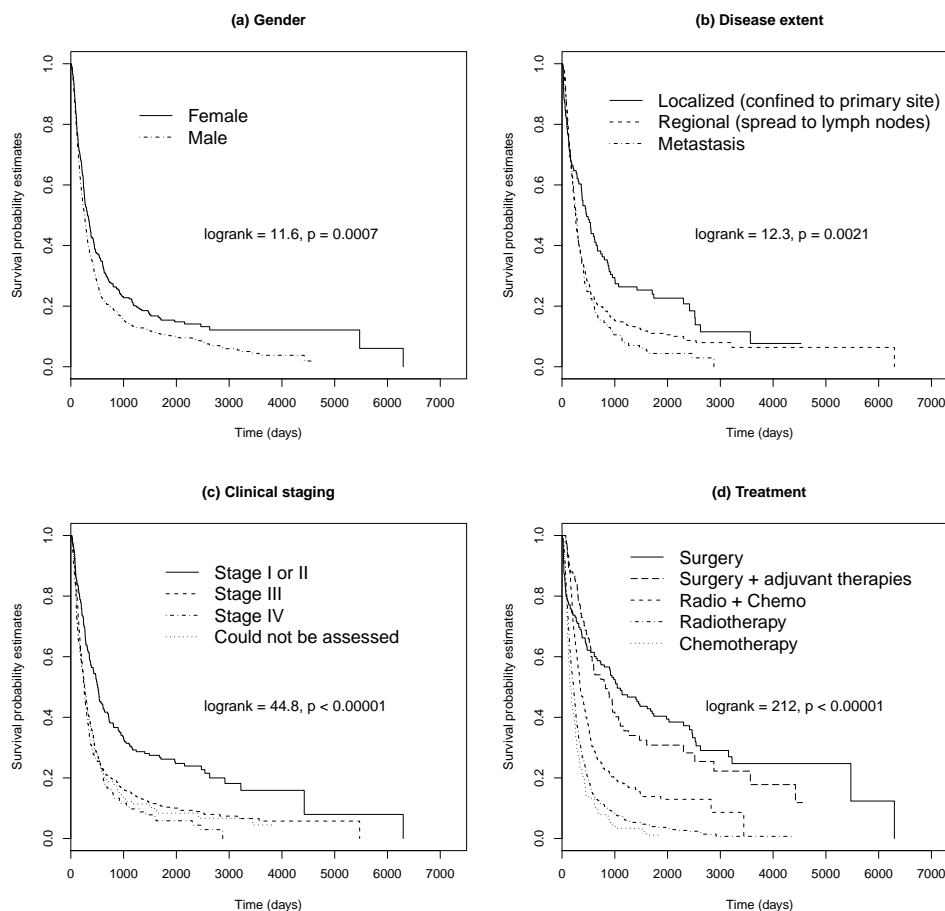 (a) Gender
Survival probability estimates
1.0
0.8
0.6
0.4
0.2
0.0
Female
Male
logrank = 11.6, p = 0.0007
0 1000 2000 3000 4000 5000 6000 7000
Time (days)
(b) Disease extent
Survival probability estimates
1.0
0.8
0.6
0.4
0.2
0.0
Localized (confined to primary site)
Regional (spread to lymph nodes)
Metastasis
logrank = 12.3, p = 0.0021
0 1000 2000 3000 4000 5000 6000 7000
Time (days)
(c) Clinical staging
Survival probability estimates
1.0
0.8
0.6
0.4
0.2
0.0
Stage I or II
Stage III
Stage IV
Could not be assessed
logrank = 44.8, p < 0.00001
0 1000 2000 3000 4000 5000 6000 7000
Time (days)
(d) Treatment
Survival probability estimates
1.0
0.8
0.6
0.4
0.2
0.0
Surgery
Surgery + adjuvant therapies
Radio + Chemo
Radiotherapy
Chemotherapy
logrank = 212, p < 0.00001
0 1000 2000 3000 4000 5000 6000 7000
Time (days)